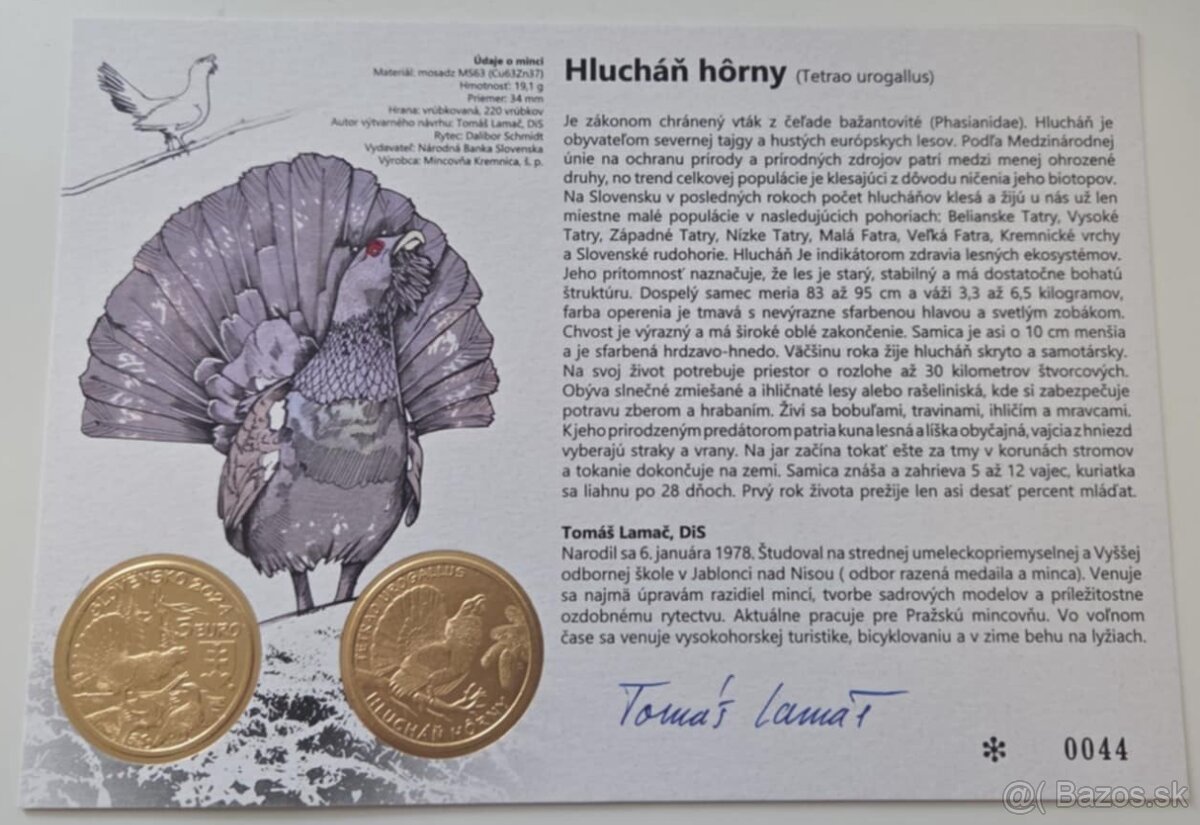 Údaje o minci
Materiál: mosadz MS63 (Cu63Zn37)
Hmotnosť: 19,1 g
Priemer: 34 mm
Hrana: vrúbkovaná, 220 vrúbkov
Autor výtvarného návrhu: Tomáš Lamač, DiS
Rytec: Dalibor Schmidt
Vydavateľ: Národná Banka Slovenska
Výrobca: Mincovňa Kremnica, š. p.
Hlucháň hôrny (Tetrao urogallus)
Je zákonom chránený vták z čeľade bažantovité (Phasianidae). Hlucháň je
obyvateľom severnej tajgy a hustých európskych lesov. Podľa Medzinárodnej
únie na ochranu prírody a prírodných zdrojov patrí medzi menej ohrozené
druhy, no trend celkovej populácie je klesajúci z dôvodu ničenia jeho biotopov.
Na Slovensku v posledných rokoch počet hlucháňov klesá a žijú u nás už len
miestne malé populácie v nasledujúcich pohoriach: Belianske Tatry, Vysoké
Tatry, Západné Tatry, Nízke Tatry, Malá Fatra, Veľká Fatra, Kremnické vrchy
a Slovenské rudohorie. Hlucháň Je indikátorom zdravia lesných ekosystémov.
Jeho prítomnosť naznačuje, že les je starý, stabilný a má dostatočne bohatú
štruktúru. Dospelý samec meria 83 až 95 cm a váži 3,3 až 6,5 kilogramov,
farba operenia je tmavá s nevýrazne sfarbenou hlavou a svetlým zobákom.
Chvost je výrazný a má široké oblé zakončenie. Samica je asi o 10 cm menšia
a je sfarbená hrdzavo-hnedo. Väčšinu roka žije hlucháň skryto a samotársky.
Na svoj život potrebuje priestor o rozlohe až 30 kilometrov štvorcových.
Obýva slnečné zmiešané a ihličnaté lesy alebo rašeliniská, kde si zabezpečuje
potravu zberom a hrabaním. Živí sa bobuľami, travinami, ihličím a mravcami.
K jeho prirodzeným predátorom patria kuna lesná a líška obyčajná, vajcia z hniezd
vyberajú straky a vrany. Na jar začína tokať ešte za tmy v korunách stromov
a tokanie dokončuje na zemi. Samica znáša a zahrieva 5 až 12 vajec, kuriatka
sa liahnu po 28 dňoch. Prvý rok života prežije len asi desať percent mláďat.
Tomáš Lamač, DiS
Narodil sa 6. januára 1978. Študoval na strednej umeleckopriemyselnej a Vyššej
odbornej škole v Jablonci nad Nisou ( odbor razená medaila a minca). Venuje
sa najmä úpravám razidiel mincí, tvorbe sadrových modelov a príležitostne
ozdobnému rytectvu. Aktuálne pracuje pre Pražskú mincovňu. Vo voľnom
čase sa venuje vysokohorskej turistike, bicyklovaniu a v zime behu na lyžiach.
SLOVENSKO 2024
5 EURO
TETRAO UROGALLUS
HLUCHÁŇ HÔRNY
Tomáš Lamač
✻ 0044
@( Bazos.sk